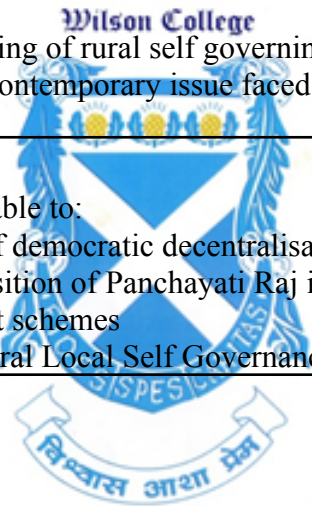 Wilson College
ing of rural self governin
ontemporary issue faced
able to:
f democratic decentralisa
sition of Panchayati Raj i
t schemes
ral Local Self Governanc
SPES
विश्वास आशा प्रेम